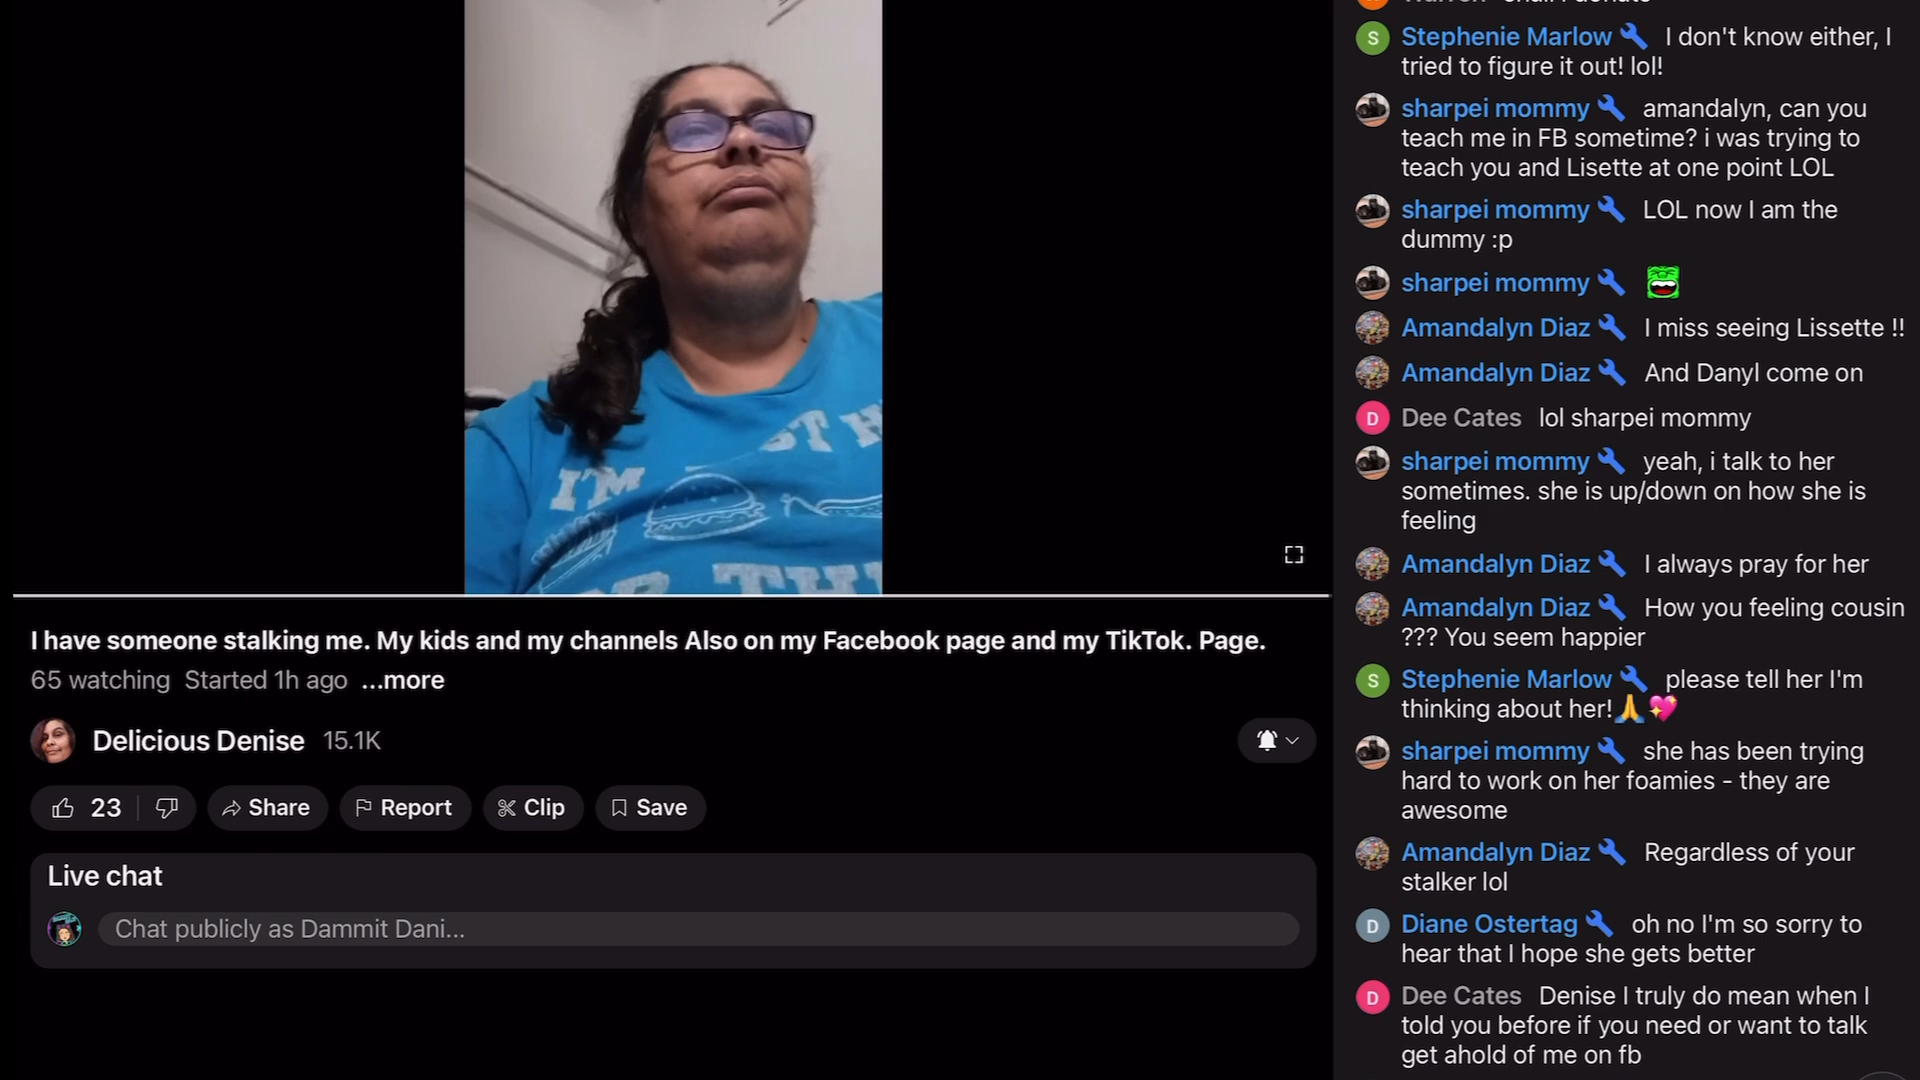 I'M JUST H
FOR THE
I have someone stalking me. My kids and my channels Also on my Facebook page and my TikTok. Page.
65 watching Started 1h ago ...more
Delicious Denise 15.1K
23 Share Report Clip Save
Live chat
Chat publicly as Dammit Dani...
S Stephenie Marlow I don't know either, I
tried to figure it out! lol!
sharpei mommy amandalyn, can you
teach me in FB sometime? i was trying to
teach you and Lisette at one point LOL
sharpei mommy LOL now I am the
dummy :p
sharpei mommy
Amandalyn Diaz I miss seeing Lissette !!
Amandalyn Diaz And Danyl come on
D Dee Cates lol sharpei mommy
sharpei mommy yeah, i talk to her
sometimes. she is up/down on how she is
feeling
Amandalyn Diaz I always pray for her
Amandalyn Diaz How you feeling cousin
??? You seem happier
S Stephenie Marlow please tell her I'm
thinking about her!🙏💖
sharpei mommy she has been trying
hard to work on her foamies - they are
awesome
Amandalyn Diaz Regardless of your
stalker lol
D Diane Ostertag oh no I'm so sorry to
hear that I hope she gets better
D Dee Cates Denise I truly do mean when I
told you before if you need or want to talk
get ahold of me on fb